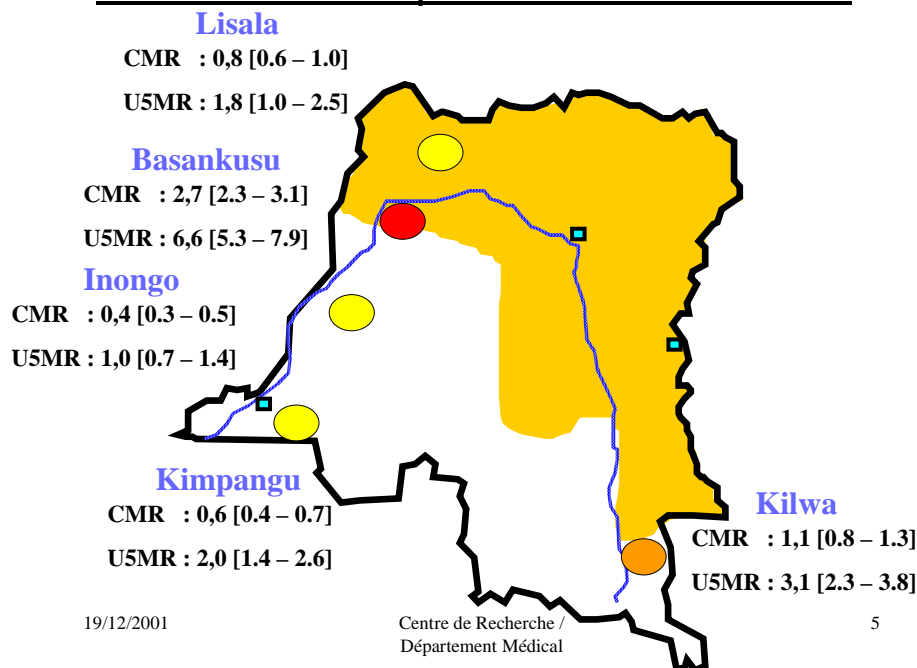 Lisala
CMR : 0,8 [0.6 – 1.0]
U5MR : 1,8 [1.0 – 2.5]
Basankusu
CMR : 2,7 [2.3 – 3.1]
U5MR : 6,6 [5.3 – 7.9]
Inongo
CMR : 0,4 [0.3 – 0.5]
U5MR : 1,0 [0.7 – 1.4]
Kimpangu
CMR : 0,6 [0.4 – 0.7]
U5MR : 2,0 [1.4 – 2.6]
Kilwa
CMR : 1,1 [0.8 – 1.3]
U5MR : 3,1 [2.3 – 3.8]
19/12/2001
Centre de Recherche /
Département Médical
5